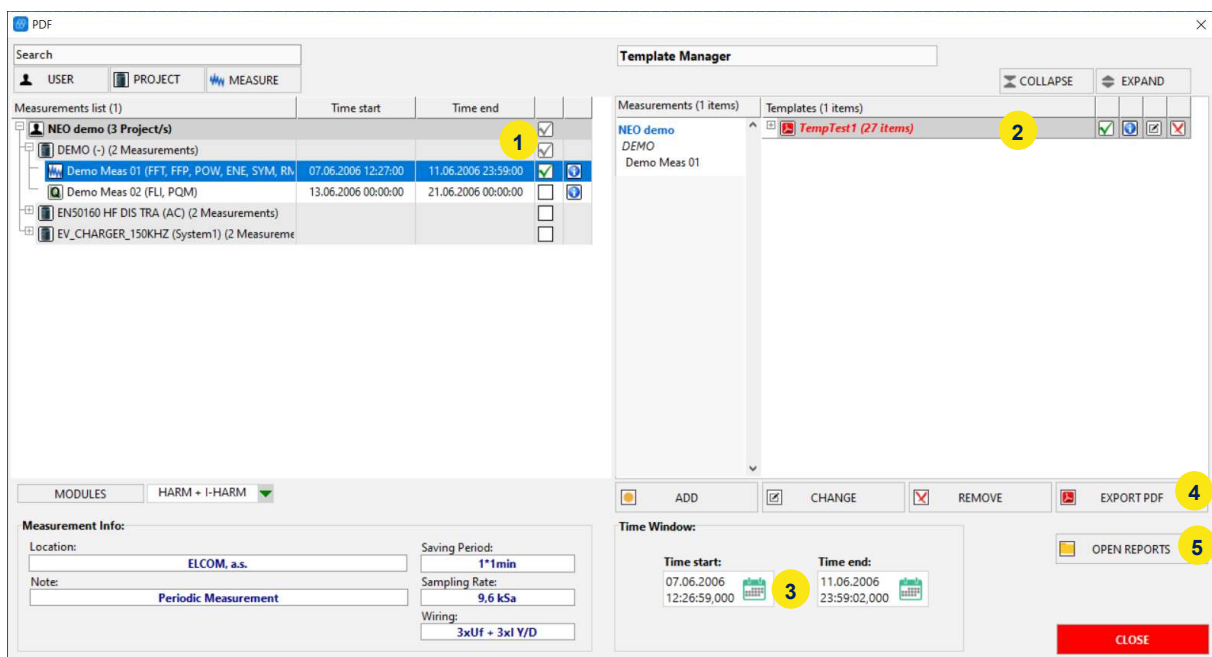 PDF
Search
USER PROJECT MEASURE
Measurements list (1) Time start Time end
NEO demo (3 Project/s)
1
DEMO (-) (2 Measurements)
Demo Meas 01 (FFT, FFP, POW, ENE, SYM, RN 07.06.2006 12:27:00 11.06.2006 23:59:00
Demo Meas 02 (FLI, PQM) 13.06.2006 00:00:00 21.06.2006 00:00:00
EN50160 HF DIS TRA (AC) (2 Measurements)
EV_CHARGER_150KHZ (System1) (2 Measureme
MODULES HARM + I-HARM
Measurement Info:
Location:
ELCOM, a.s.
Note:
Periodic Measurement
Saving Period:
1*1min
Sampling Rate:
9,6 kSa
Wiring:
3xUf + 3xI Y/D
Template Manager
COLLAPSE EXPAND
Measurements (1 items) Templates (1 items)
NEO demo
DEMO
Demo Meas 01
TempTest1 (27 items)
2
ADD CHANGE REMOVE EXPORT PDF 4
Time Window:
Time start: Time end:
07.06.2006 11.06.2006
12:26:59,000 3 23:59:02,000
OPEN REPORTS 5
CLOSE